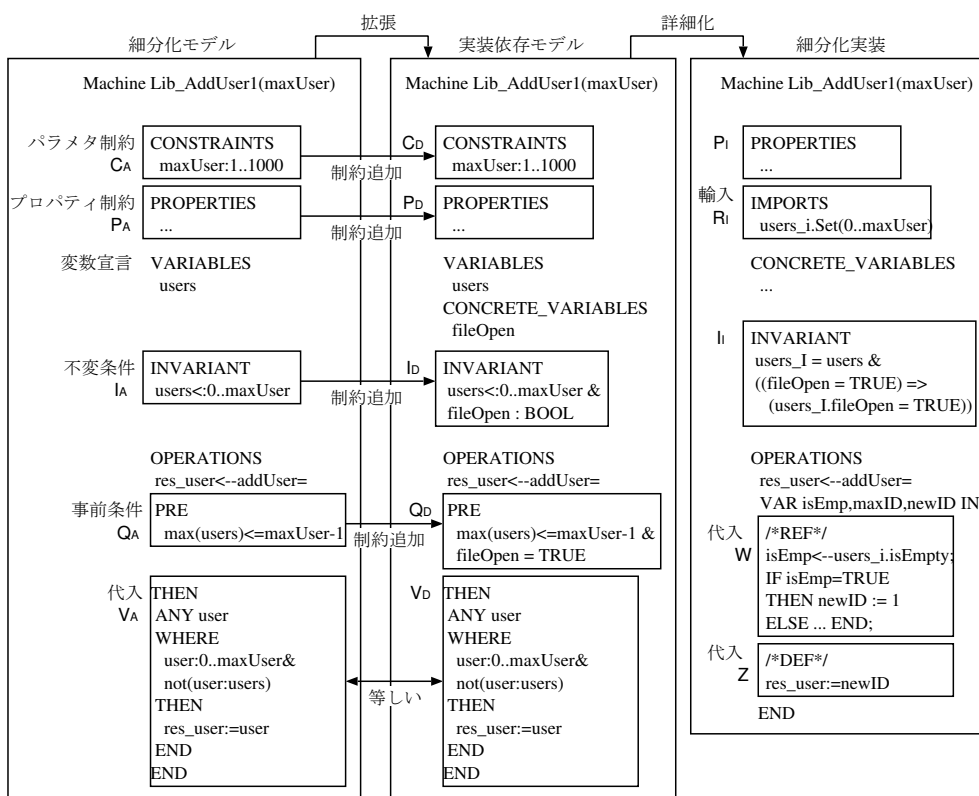 拡張
詳細化
細分化モデル
実装依存モデル
細分化実装
Machine Lib_AddUser1(maxUser)
パラメタ制約
CA
CONSTRAINTS
maxUser:1..1000
プロパティ制約
PA
PROPERTIES
...
変数宣言
VARIABLES
users
不変条件
IA
INVARIANT
users<:0..maxUser
OPERATIONS
res_user<--addUser=
事前条件
QA
PRE
max(users)<=maxUser-1
代入
VA
THEN
ANY user
WHERE
user:0..maxUser&
not(user:users)
THEN
res_user:=user
END
END
制約追加
制約追加
制約追加
制約追加
等しい
Machine Lib_AddUser1(maxUser)
CD
CONSTRAINTS
maxUser:1..1000
PD
PROPERTIES
...
VARIABLES
users
CONCRETE_VARIABLES
fileOpen
ID
INVARIANT
users<:0..maxUser &
fileOpen : BOOL
OPERATIONS
res_user<--addUser=
QD
PRE
max(users)<=maxUser-1 &
fileOpen = TRUE
VD
THEN
ANY user
WHERE
user:0..maxUser&
not(user:users)
THEN
res_user:=user
END
END
Machine Lib_AddUser1(maxUser)
PI
PROPERTIES
...
輸入
RI
IMPORTS
users_i.Set(0..maxUser)
CONCRETE_VARIABLES
...
II
INVARIANT
users_I = users &
((fileOpen = TRUE) =>
(users_I.fileOpen = TRUE))
OPERATIONS
res_user<--addUser=
VAR isEmp,maxID,newID IN
代入
W
/*REF*/
isEmp<--users_i.isEmpty;
IF isEmp=TRUE
THEN newID := 1
ELSE ... END;
代入
Z
/*DEF*/
res_user:=newID
END